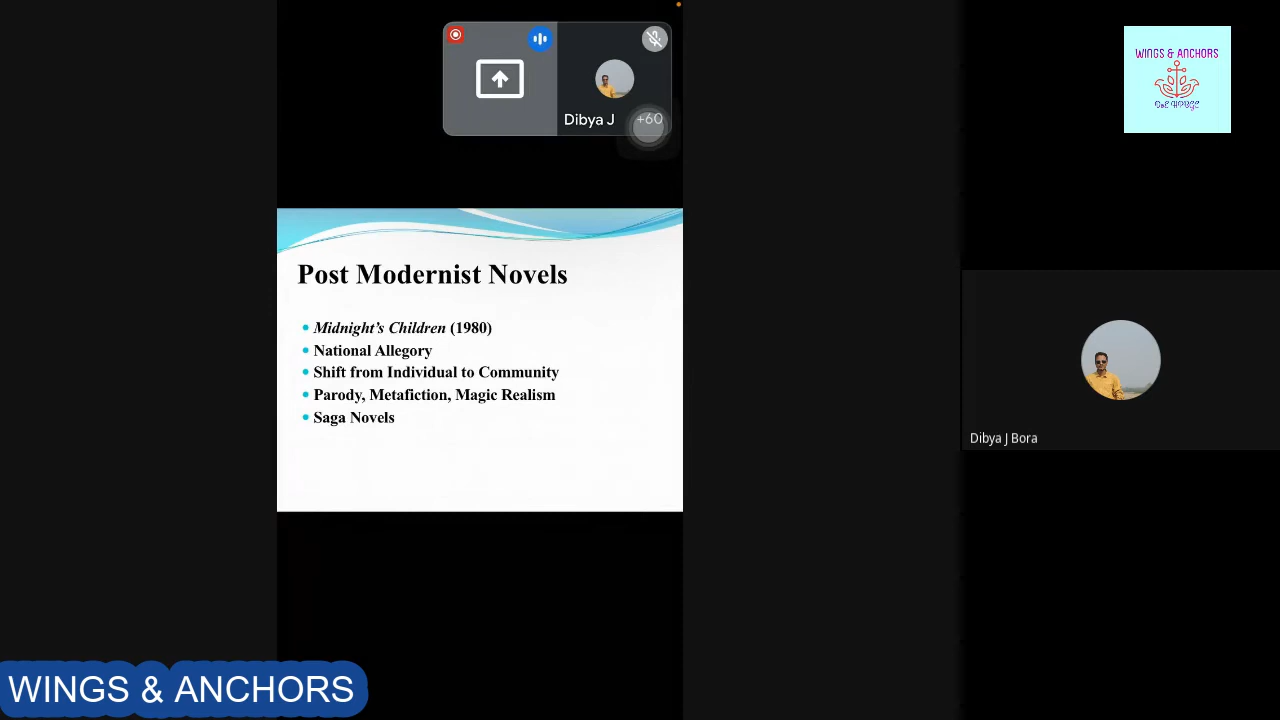 WINGS & ANCHORS
Dibya J
+60
Post Modernist Novels
Midnight's Children (1980)
National Allegory
Shift from Individual to Community
Parody, Metafiction, Magic Realism
Saga Novels
Dibya J Bora
WINGS & ANCHORS